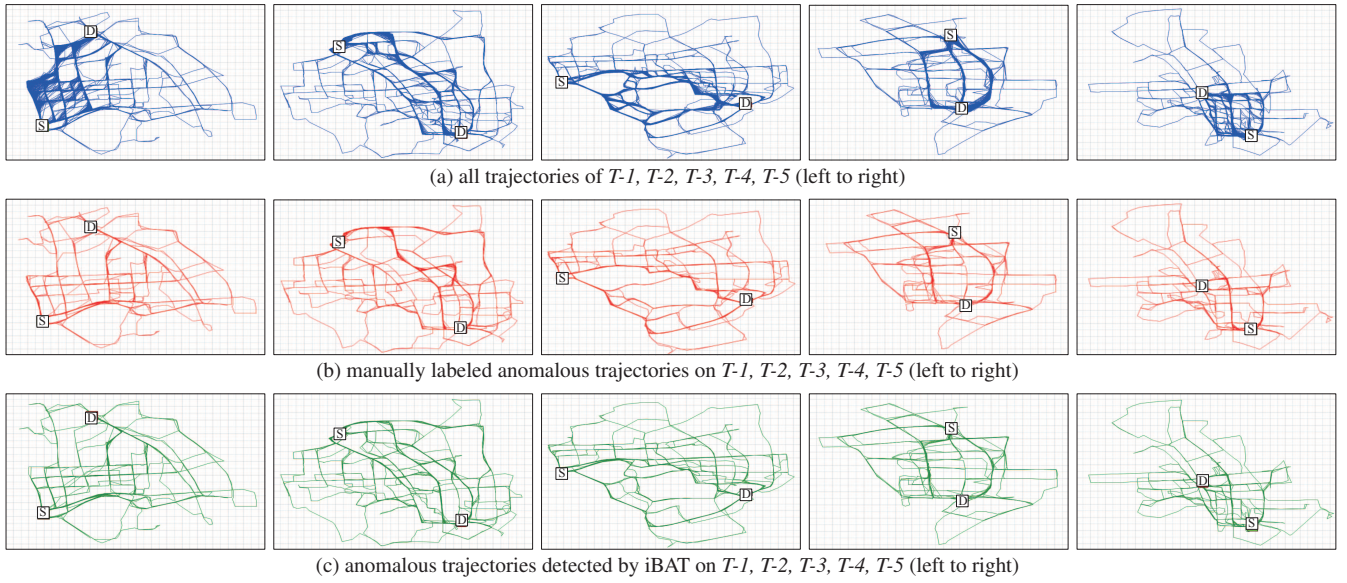 D
S
S
D
S
D
S
D
D
S
(a) all trajectories of T-1, T-2, T-3, T-4, T-5 (left to right)
D
S
S
D
S
D
S
D
D
S
(b) manually labeled anomalous trajectories on T-1, T-2, T-3, T-4, T-5 (left to right)
D
S
S
D
S
D
S
D
D
S
(c) anomalous trajectories detected by iBAT on T-1, T-2, T-3, T-4, T-5 (left to right)